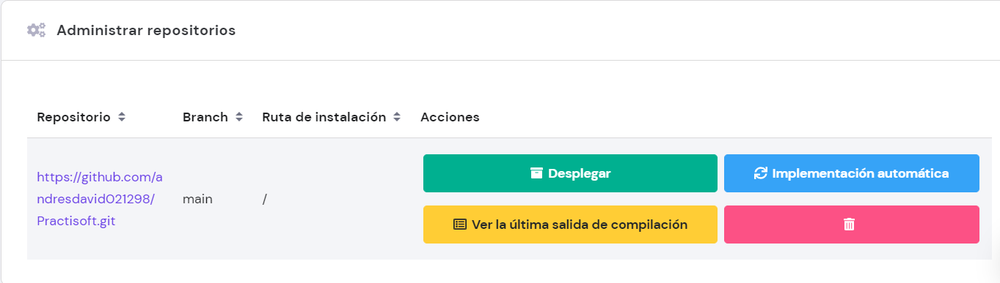 Administrar repositorios
Repositorio Branch Ruta de instalación Acciones
https://github.com/a
ndresdavid021298/
Practisoft.git
main
/
Desplegar
Implementación automática
Ver la última salida de compilación